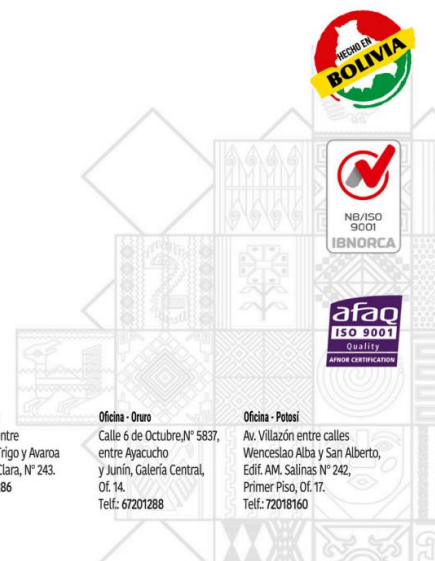 HECHO EN
BOLIVIA
NB/ISO
9001
IBNORCA
afaq
ISO 9001
Quality
AFNOR CERTIFICATION
ntre
rigo y Avaroa
Clara, N° 243.
86
Oficina - Oruro
Calle 6 de Octubre,N° 5837,
entre Ayacucho
y Junín, Galería Central,
Of. 14.
Telf.: 67201288
Oficina - Potosí
Av. Villazón entre calles
Wenceslao Alba y San Alberto,
Edif. AM. Salinas N° 242,
Primer Piso, Of. 17.
Telf.: 72018160